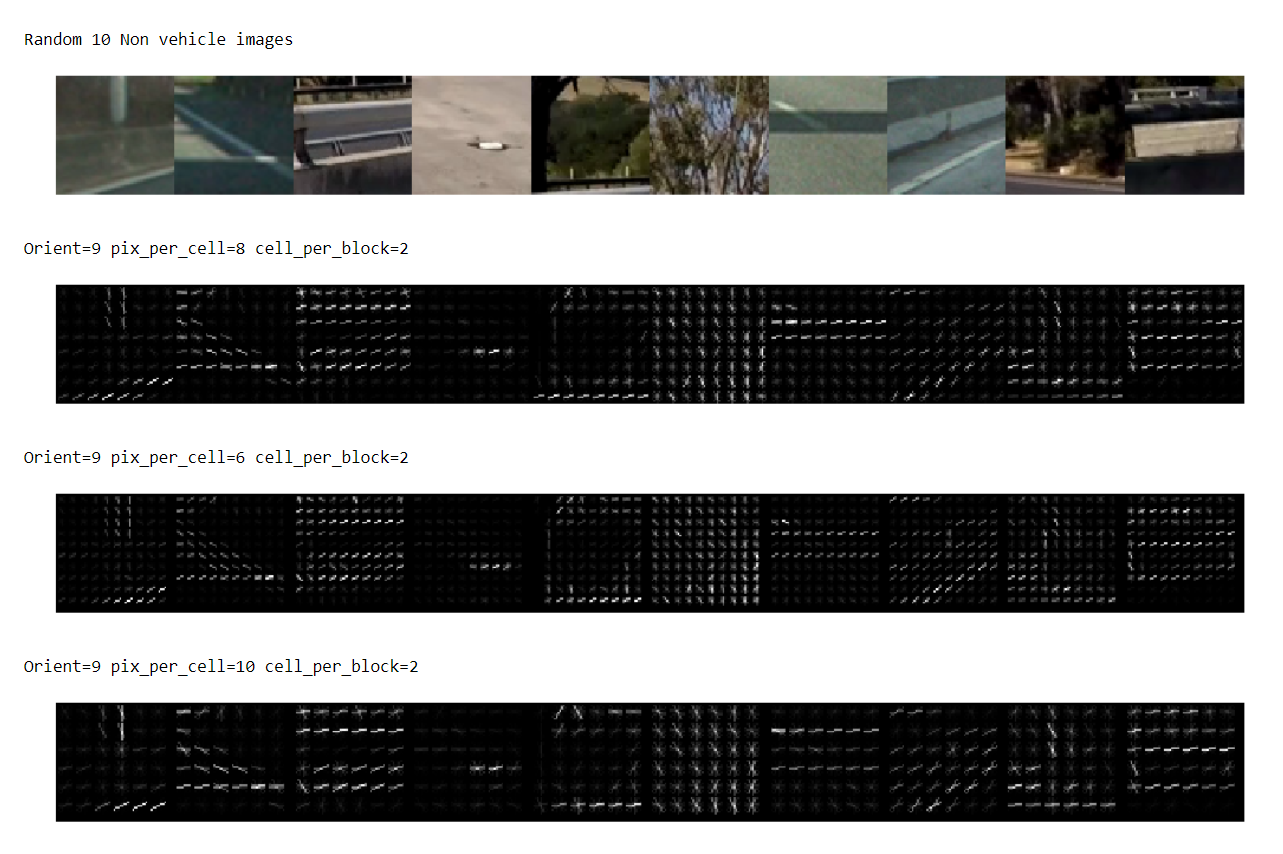 Random 10 Non vehicle images
Orient=9 pix_per_cell=8 cell_per_block=2
Orient=9 pix_per_cell=6 cell_per_block=2
Orient=9 pix_per_cell=10 cell_per_block=2